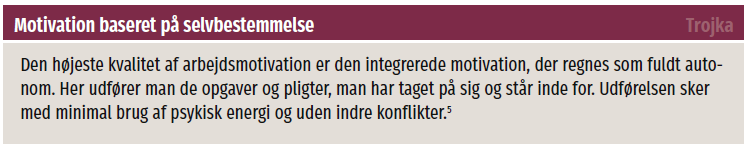 Motivation baseret på selvbestemmelse Trojka
Den højeste kvalitet af arbejdsmotivation er den integrerede motivation, der regnes som fuldt auto-
nom. Her udfører man de opgaver og pligter, man har taget på sig og står inde for. Udførelsen sker
med minimal brug af psykisk energi og uden indre konflikter.⁵